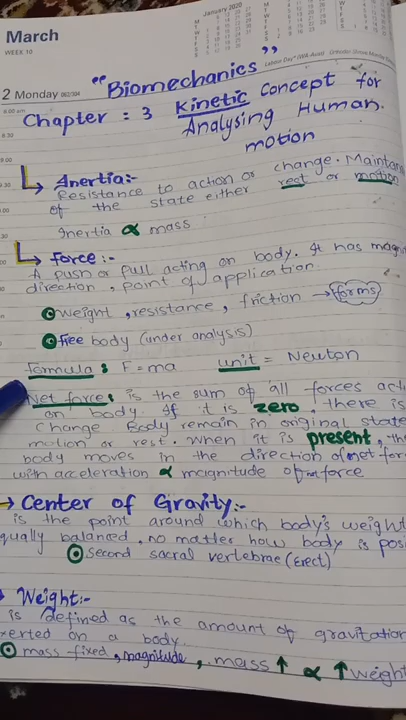 January 2020
March
WEEK 10
2 Monday
"Biomechanics"
Chapter : 3 Kinetic Concept for
Analysing Human
motion
Inertia:-
Resistance to action or change. Maintan
of the state either rest or motion
Inertia ∝ mass
force:-
A push or pull acting on body. It has magn
direction, point of application
weight, resistance, friction → forms
free body (under analysis)
formula : F=ma unit = Newton
Net force: is the sum of all forces acti
on body. If it is zero, there is
Change Body remain in original state
motion or rest. When it is present, the
body moves in the direction of net for
with acceleration ∝ magnitude of force
→ Center of Gravity:-
is the point around which body's weight
equally balanced, no matter how body is pos
Second sacral vertebrae (Erect)
Weight:-
is defined as the amount of gravitation
exerted on a body.
mass fixed, magnitude, mass ↑ ∝ ↑ weight